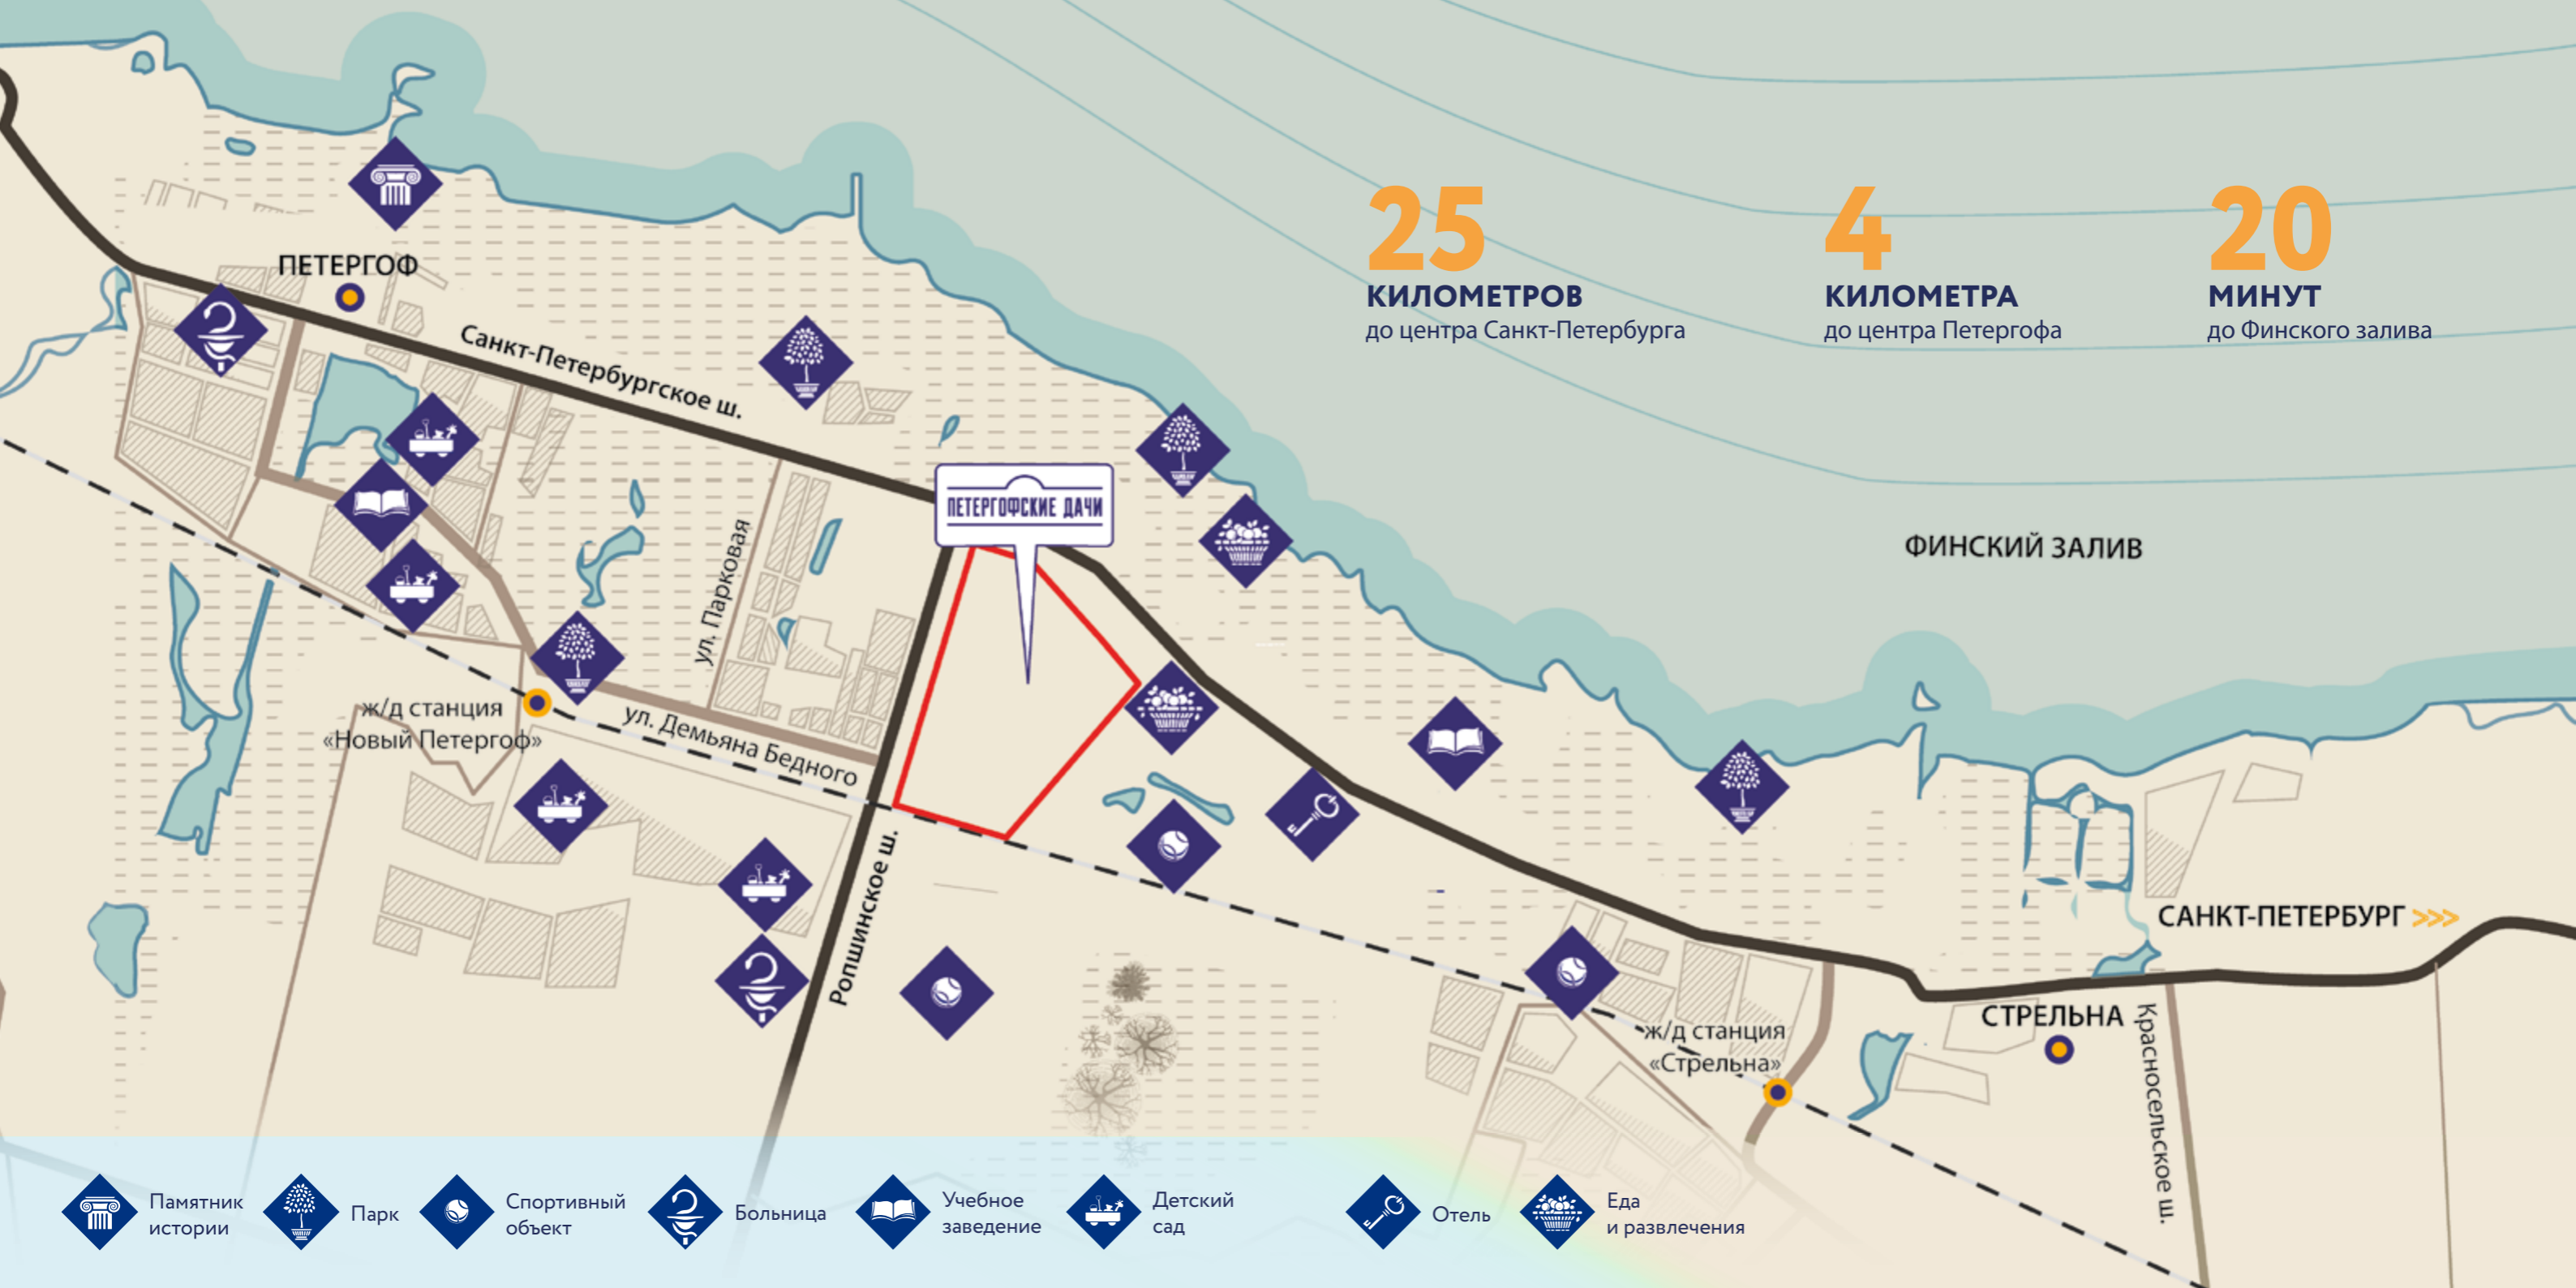 25
КИЛОМЕТРОВ
до центра Санкт-Петербурга
4
КИЛОМЕТРА
до центра Петергофа
20
МИНУТ
до Финского залива
ПЕТЕРГОФ
Санкт-Петербургское ш.
ПЕТЕРГОФСКИЕ ДАЧИ
ФИНСКИЙ ЗАЛИВ
ул. Парковая
ж/д станция
«Новый Петергоф»
ул. Демьяна Бедного
Ропшинское ш.
САНКТ-ПЕТЕРБУРГ >>>
СТРЕЛЬНА
ж/д станция
«Стрельна»
Красносельское ш.
Памятник
истории
Парк
Спортивный
объект
Больница
Учебное
заведение
Детский
сад
Отель
Еда
и развлечения